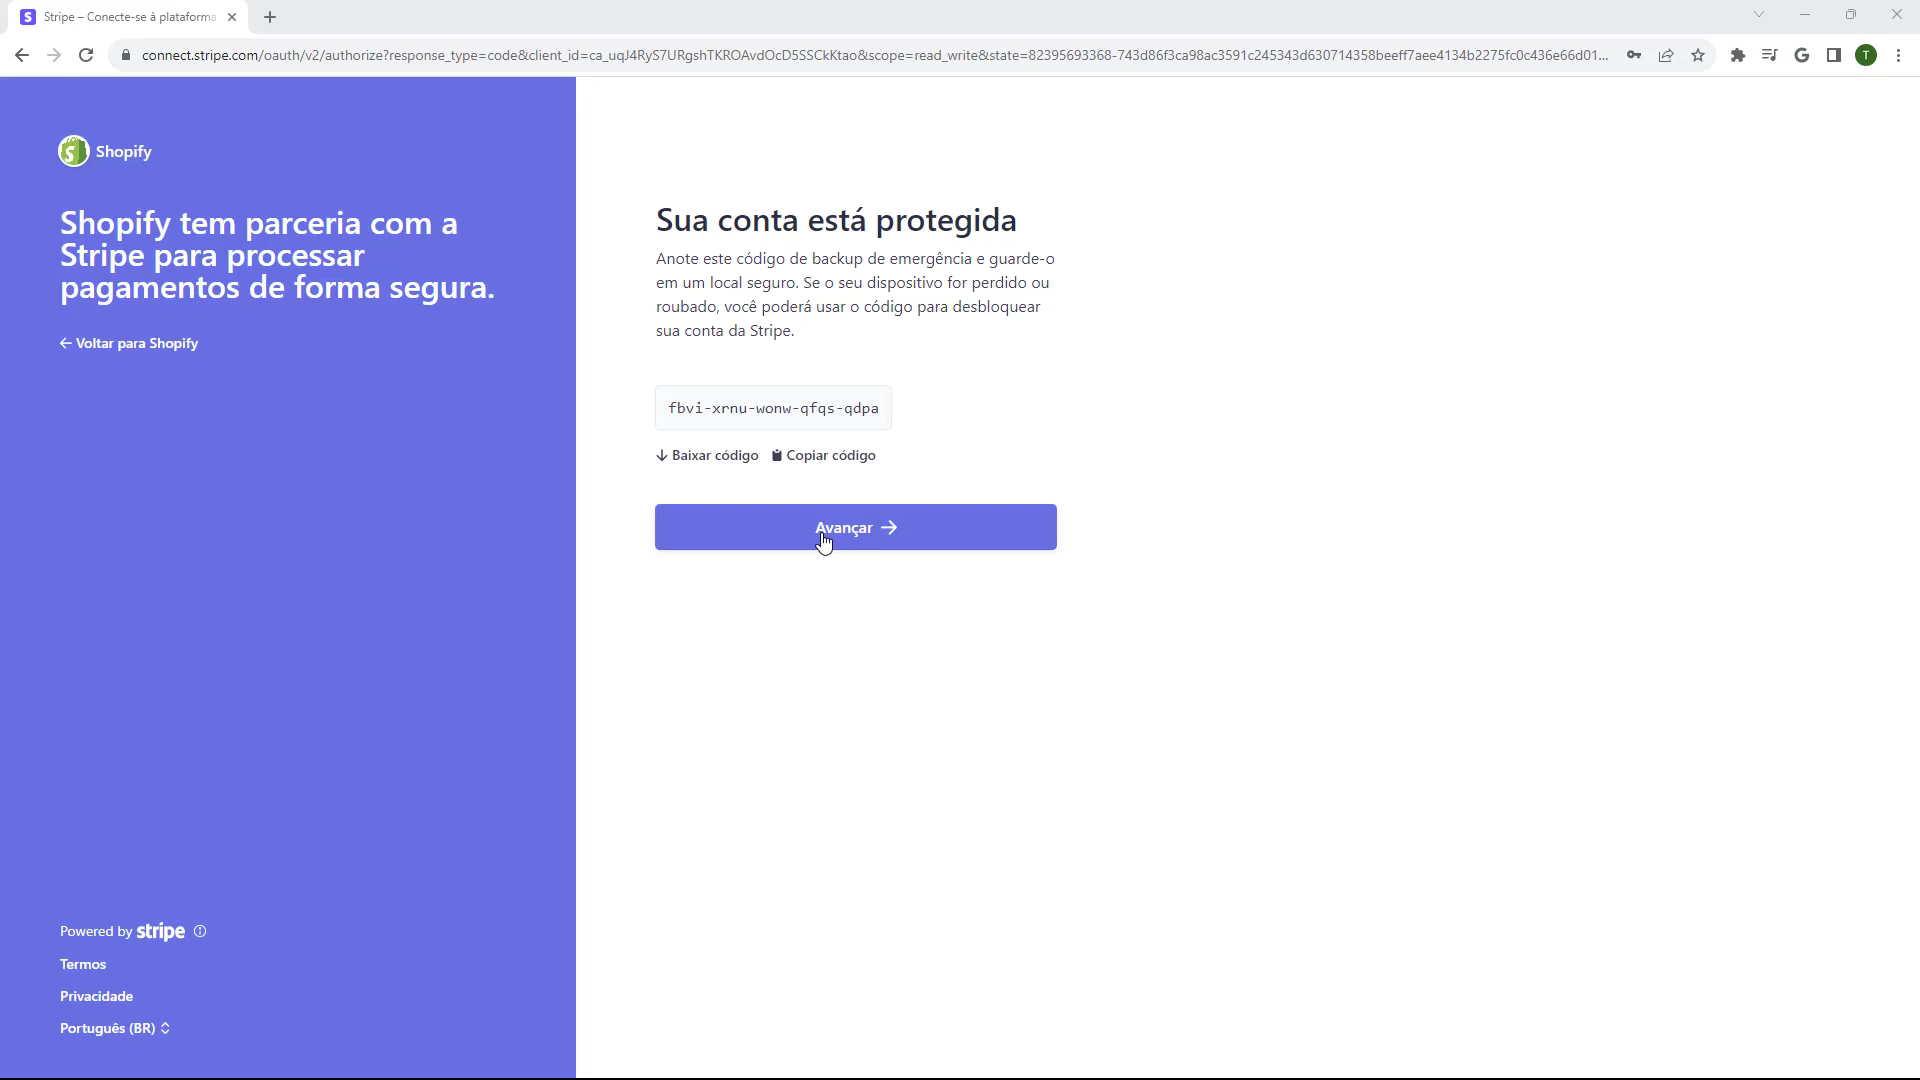 Stripe – Conecte-se à plataforma
connect.stripe.com/oauth/v2/authorize?response_type=code&client_id=ca_uqJ4RyS7URgshTKROAvdOcD5SSCkKtao&scope=read_write&state=82395693368-743d86f3ca98ac3591c245343d630714358beeff7aee4134b2275fc0c436e66d01...
T
Shopify
Shopify tem parceria com a
Stripe para processar
pagamentos de forma segura.
← Voltar para Shopify
Sua conta está protegida
Anote este código de backup de emergência e guarde-o
em um local seguro. Se o seu dispositivo for perdido ou
roubado, você poderá usar o código para desbloquear
sua conta da Stripe.
fbvi-xrnu-wonw-qfqs-qdpa
Baixar código Copiar código
Avançar →
Powered by stripe
Termos
Privacidade
Português (BR)